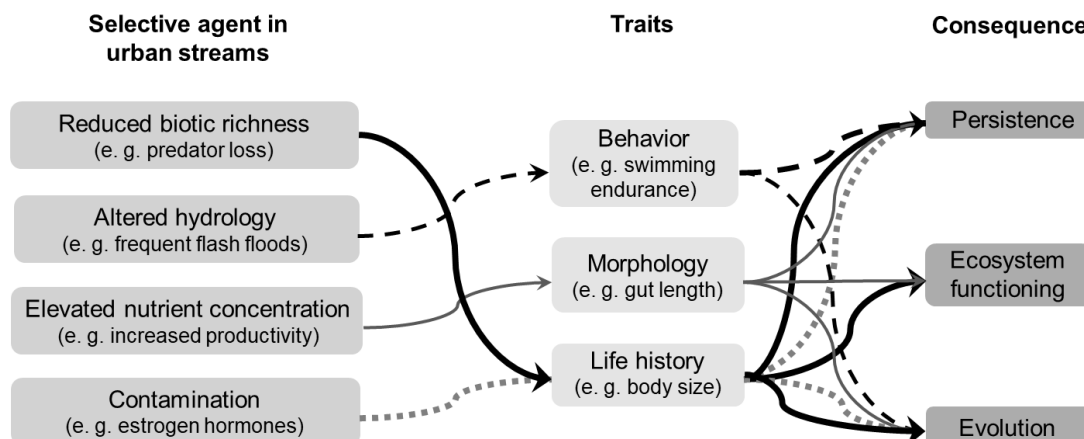 Selective agent in
urban streams
Traits
Consequence
Reduced biotic richness
(e. g. predator loss)
Altered hydrology
(e. g. frequent flash floods)
Elevated nutrient concentration
(e. g. increased productivity)
Contamination
(e. g. estrogen hormones)
Behavior
(e. g. swimming
endurance)
Morphology
(e. g. gut length)
Life history
(e. g. body size)
Persistence
Ecosystem
functioning
Evolution